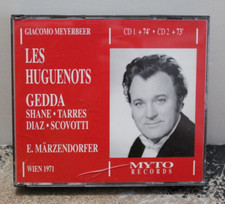 GIACOMO MEYERBEER
CD 1 + 74' • CD 2 + 73'
LES
HUGUENOTS
GEDDA
SHANE • TARRES
DIAZ • SCOVOTTI
E. MÄRZENDORFER
WIEN 1971
MYTO
RECORDS